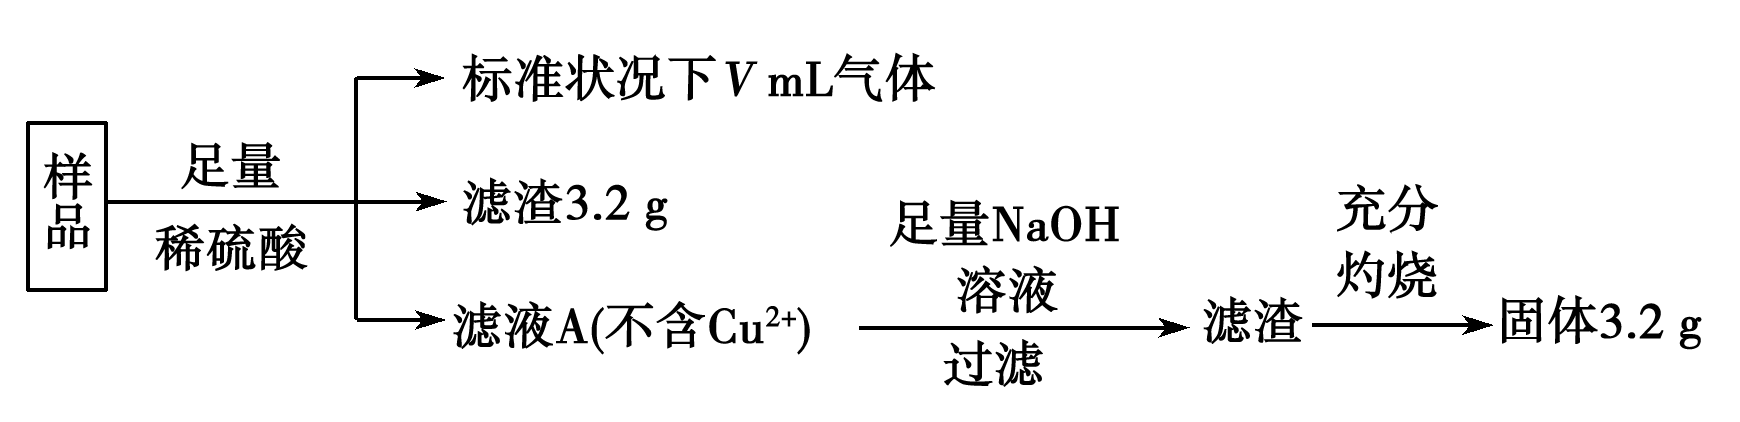 样品
足量
稀硫酸
标准状况下V mL气体
滤渣3.2 g
滤液A(不含Cu²⁺)
足量NaOH
溶液
过滤
滤渣
充分
灼烧
固体3.2 g